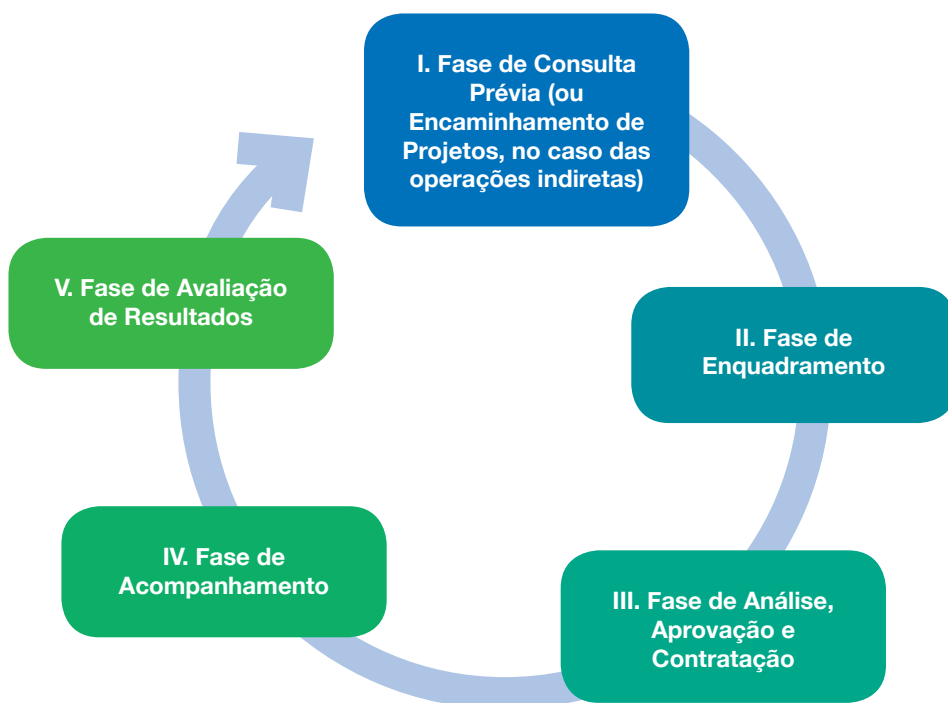 I. Fase de Consulta
Prévia (ou
Encaminhamento de
Projetos, no caso das
operações indiretas)
II. Fase de
Enquadramento
III. Fase de Análise,
Aprovação e
Contratação
IV. Fase de
Acompanhamento
V. Fase de Avaliação
de Resultados